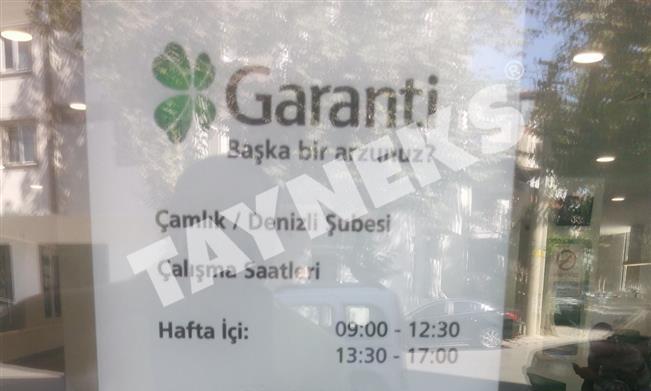 Garanti
Başka bir arzunuz?
TAYNEKS®
Çamlık / Denizli Şubesi
Çalışma Saatleri
Hafta İçi: 09:00 - 12:30
13:30 - 17:00